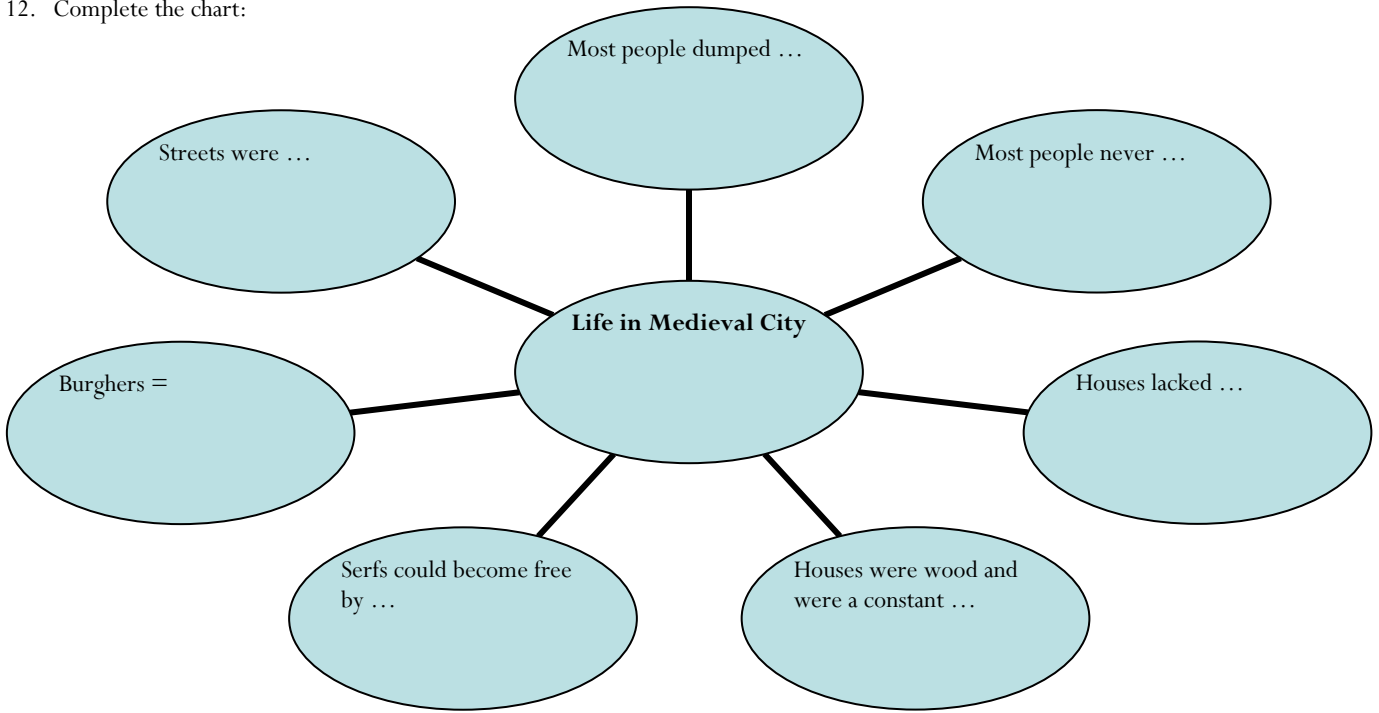 12. Complete the chart:
Most people dumped …
Streets were …
Most people never …
Life in Medieval City
Burghers =
Houses lacked …
Serfs could become free
by …
Houses were wood and
were a constant …